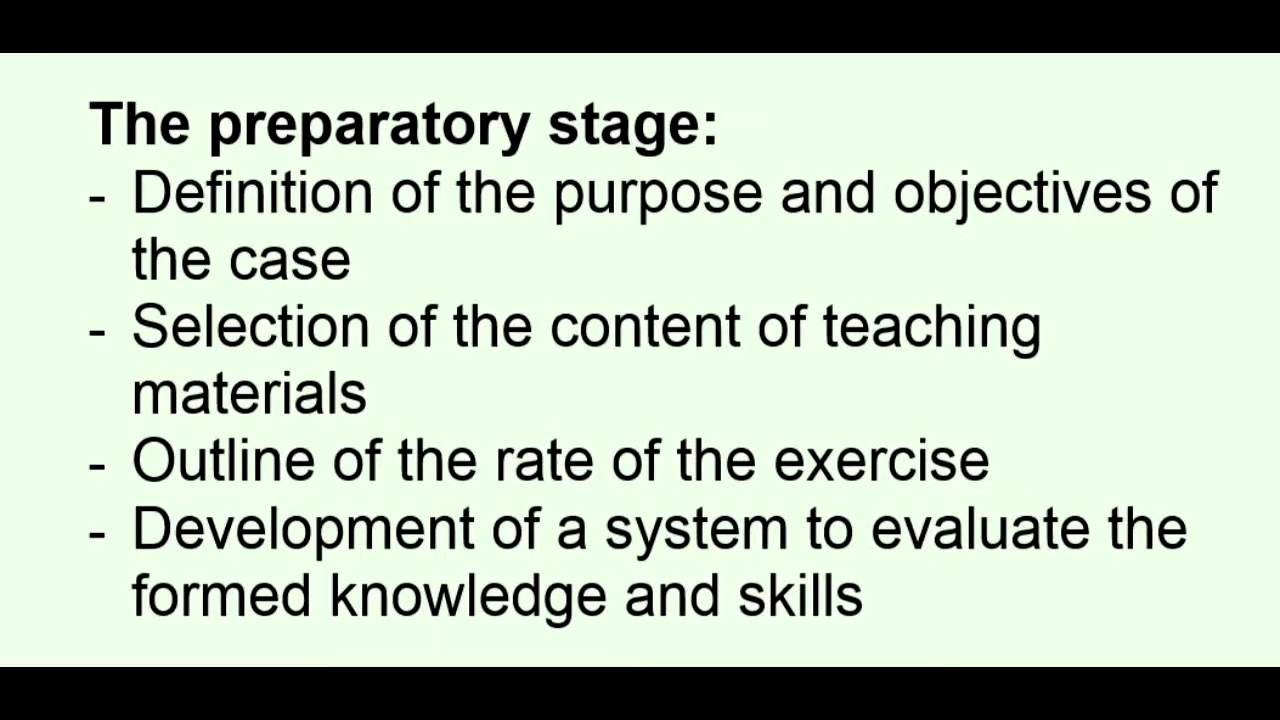 The preparatory stage:
- Definition of the purpose and objectives of
the case
- Selection of the content of teaching
materials
- Outline of the rate of the exercise
- Development of a system to evaluate the
formed knowledge and skills